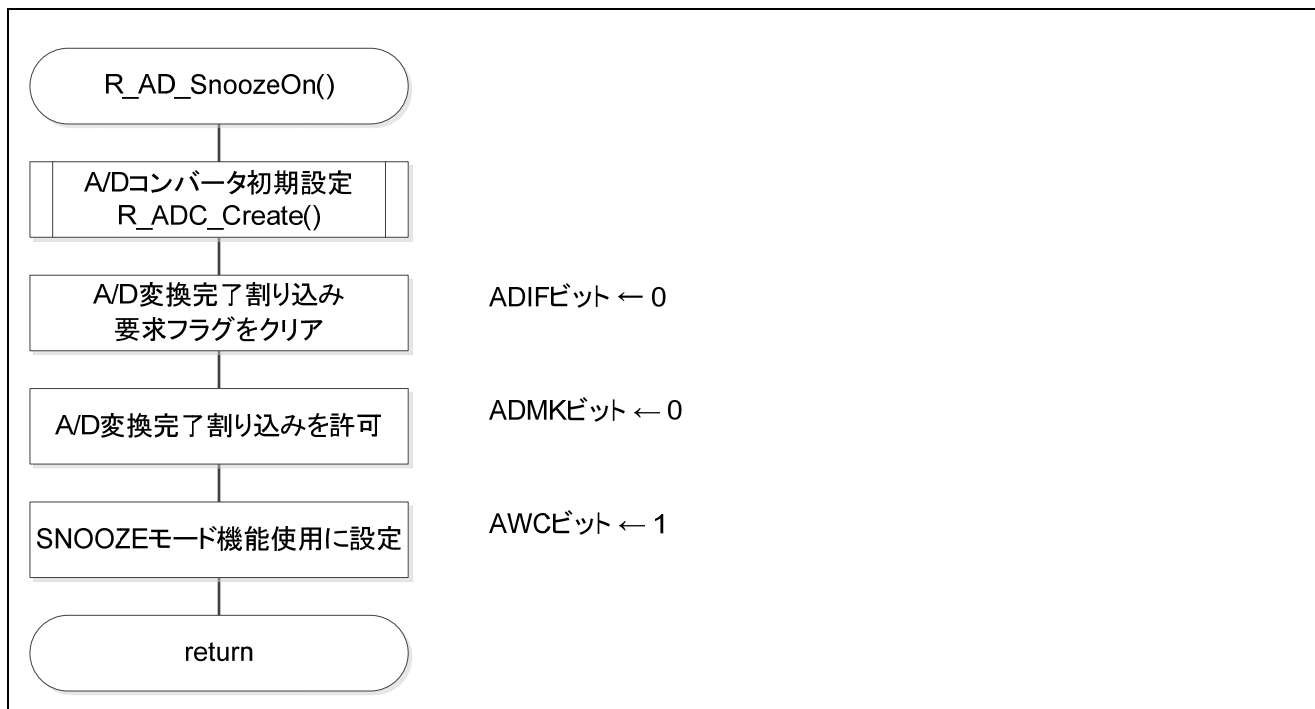 R_AD_SnoozeOn()
A/Dコンバータ初期設定
R_ADC_Create()
A/D変換完了割り込み
要求フラグをクリア
ADIFビット ← 0
A/D変換完了割り込みを許可
ADMKビット ← 0
SNOOZEモード機能使用に設定
AWCビット ← 1
return